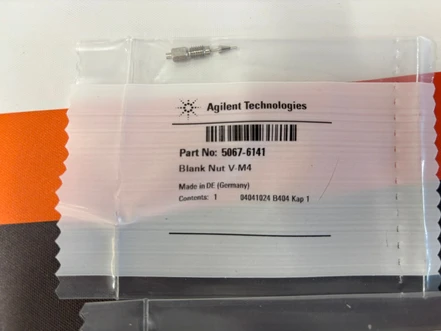 Agilent Technologies
Part No: 5067-6141
Blank Nut V-M4
Made in DE (Germany)
Contents: 1 04041024 B404 Kap 1